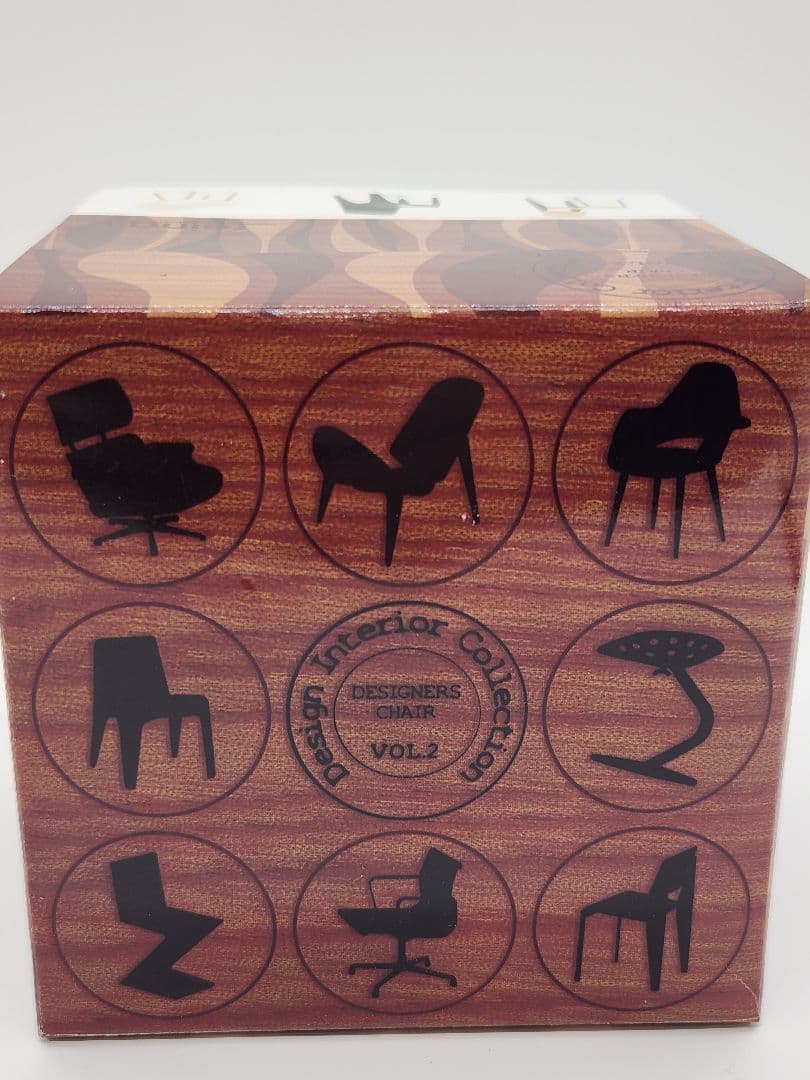 Design Interior Collection
DESIGNERS
CHAIR
VOL.2